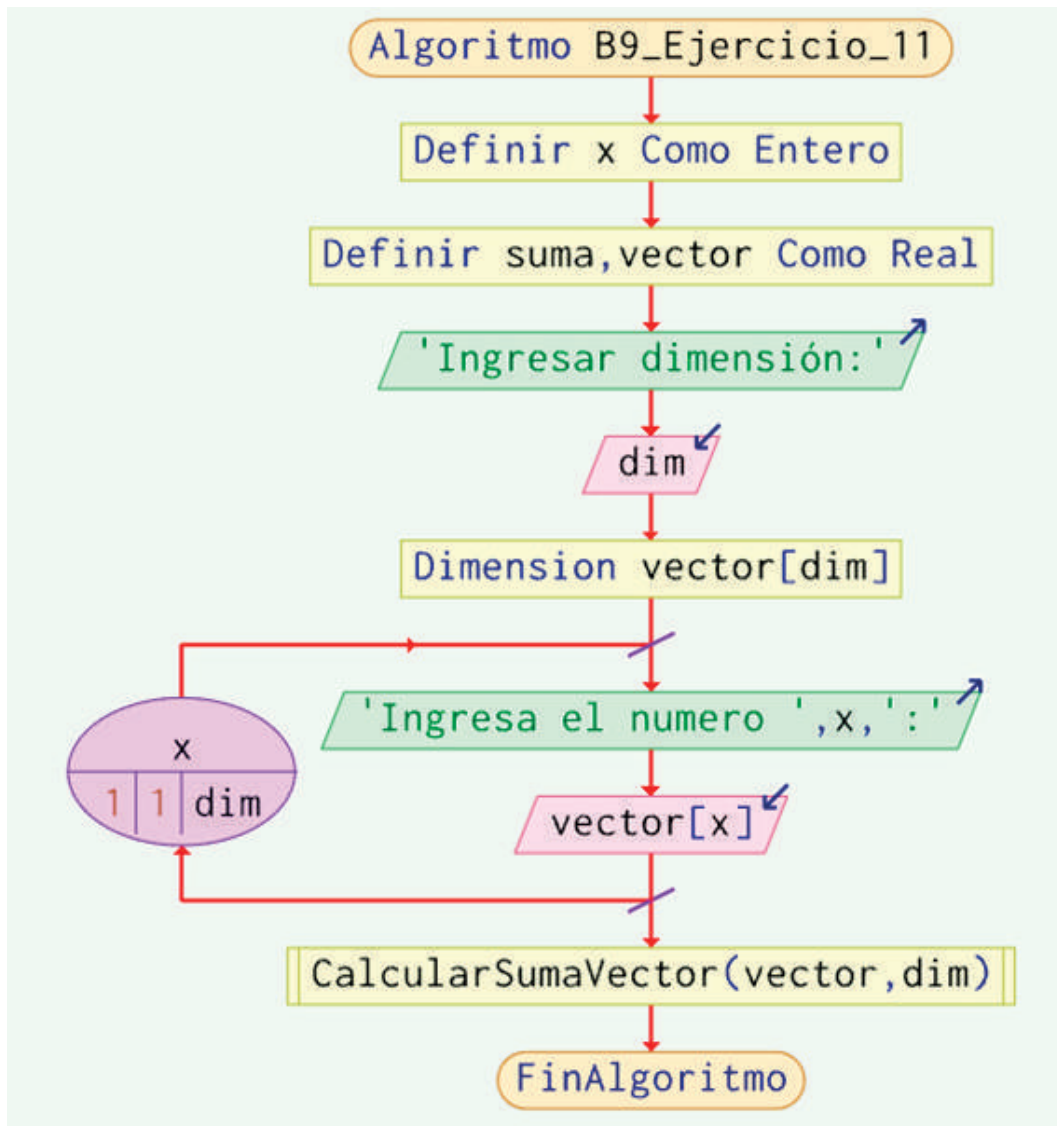 Algoritmo B9_Ejercicio_11
Definir x Como Entero
Definir suma,vector Como Real
'Ingresar dimensión:'
dim
Dimension vector[dim]
'Ingresa el numero ',x,':'
x
1 1 dim
vector[x]
CalcularSumaVector(vector,dim)
FinAlgoritmo